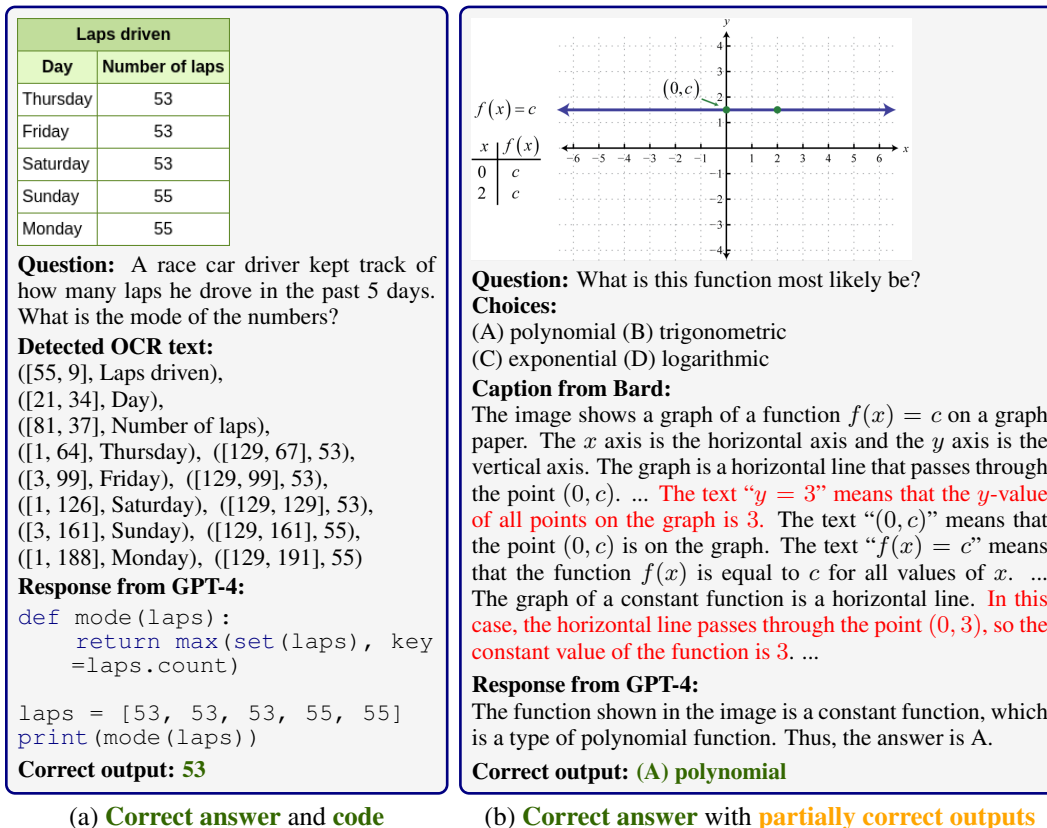 Laps driven
Day Number of laps
Thursday 53
Friday 53
Saturday 53
Sunday 55
Monday 55
Question: A race car driver kept track of
how many laps he drove in the past 5 days.
What is the mode of the numbers?
Detected OCR text:
([55, 9], Laps driven),
([21, 34], Day),
([81, 37], Number of laps),
([1, 64], Thursday), ([129, 67], 53),
([3, 99], Friday), ([129, 99], 53),
([1, 126], Saturday), ([129, 129], 53),
([3, 161], Sunday), ([129, 161], 55),
([1, 188], Monday), ([129, 191], 55)
Response from GPT-4:
def mode(laps):
return max(set(laps), key
=laps.count)
laps = [53, 53, 53, 55, 55]
print(mode(laps))
Correct output: 53
(a) Correct answer and code
y
4
3
2
1
(0,c)
f(x)=c
x f(x)
0 c
2 c
−6 −5 −4 −3 −2 −1 1 2 3 4 5 6 x
−1
−2
−3
−4
Question: What is this function most likely be?
Choices:
(A) polynomial (B) trigonometric
(C) exponential (D) logarithmic
Caption from Bard:
The image shows a graph of a function f(x) = c on a graph
paper. The x axis is the horizontal axis and the y axis is the
vertical axis. The graph is a horizontal line that passes through
the point (0, c). ... The text “y = 3” means that the y-value
of all points on the graph is 3. The text “(0, c)” means that
the point (0, c) is on the graph. The text “f(x) = c” means
that the function f(x) is equal to c for all values of x. ...
The graph of a constant function is a horizontal line. In this
case, the horizontal line passes through the point (0, 3), so the
constant value of the function is 3. ...
Response from GPT-4:
The function shown in the image is a constant function, which
is a type of polynomial function. Thus, the answer is A.
Correct output: (A) polynomial
(b) Correct answer with partially correct outputs